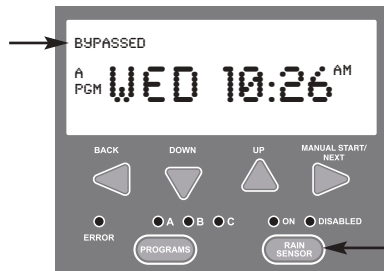 BYPASSED
A
PGM WED 10:26 AM
BACK DOWN UP MANUAL START/
NEXT
A B C ON DISABLED
ERROR
PROGRAMS RAIN
SENSOR